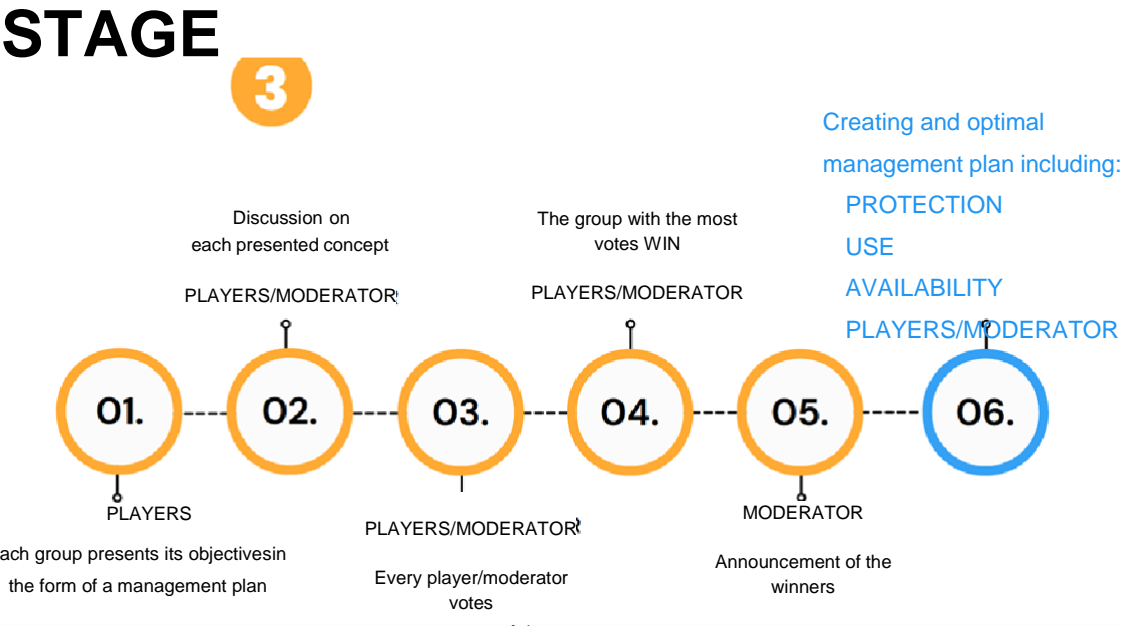 STAGE
3
Creating and optimal
management plan including:
PROTECTION
USE
AVAILABILITY
PLAYERS/MODERATOR
Discussion on
each presented concept
PLAYERS/MODERATOR
The group with the most
votes WIN
PLAYERS/MODERATOR
01.
02.
03.
04.
05.
06.
PLAYERS
ach group presents its objectivesin
the form of a management plan
PLAYERS/MODERATOR
Every player/moderator
votes
MODERATOR
Announcement of the
winners